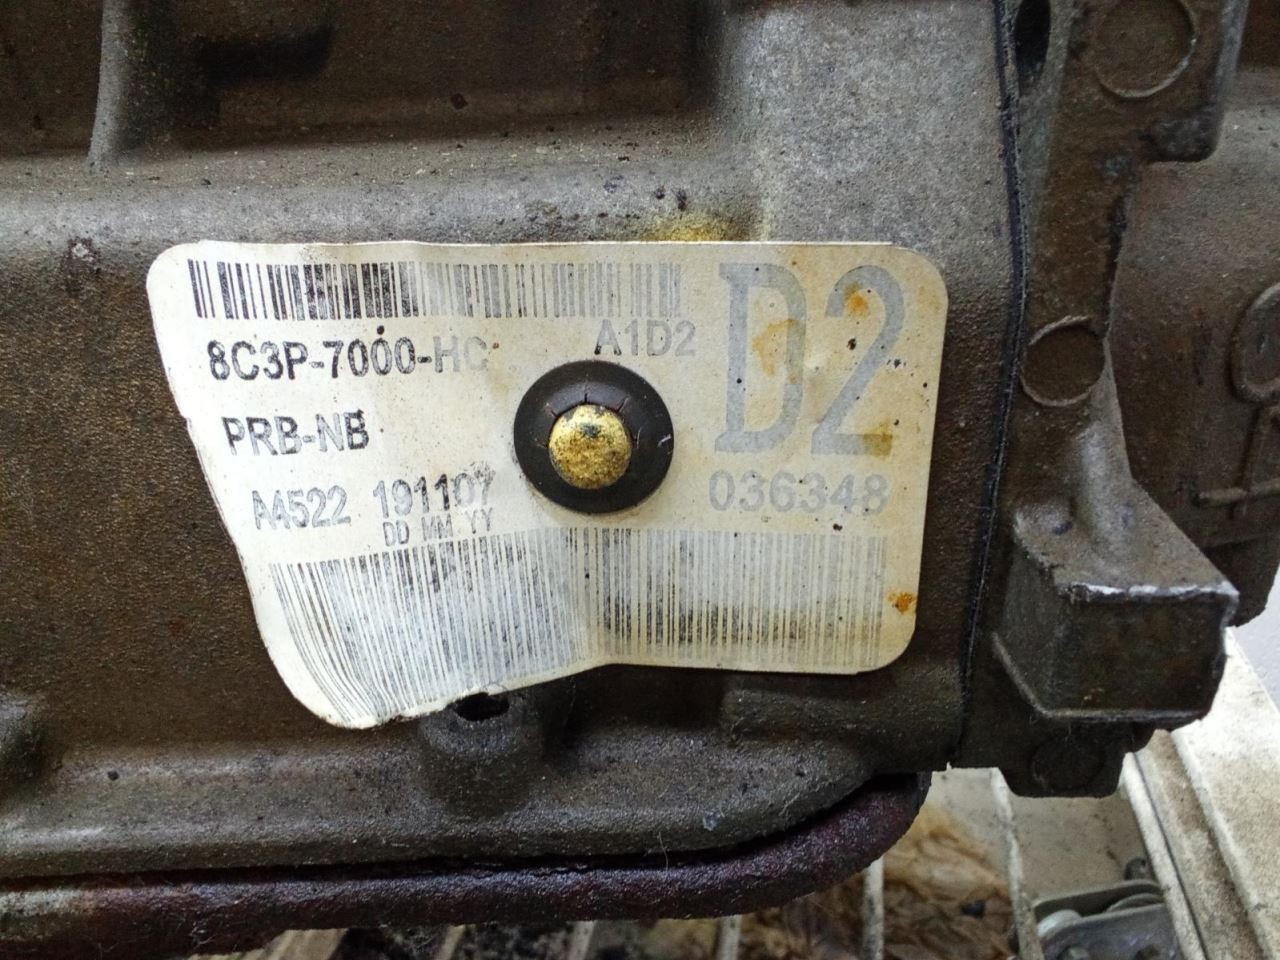 8C3P-7000-HC A1D2
D2
PRB-NB
A4522 191107 036348
DD MM YY